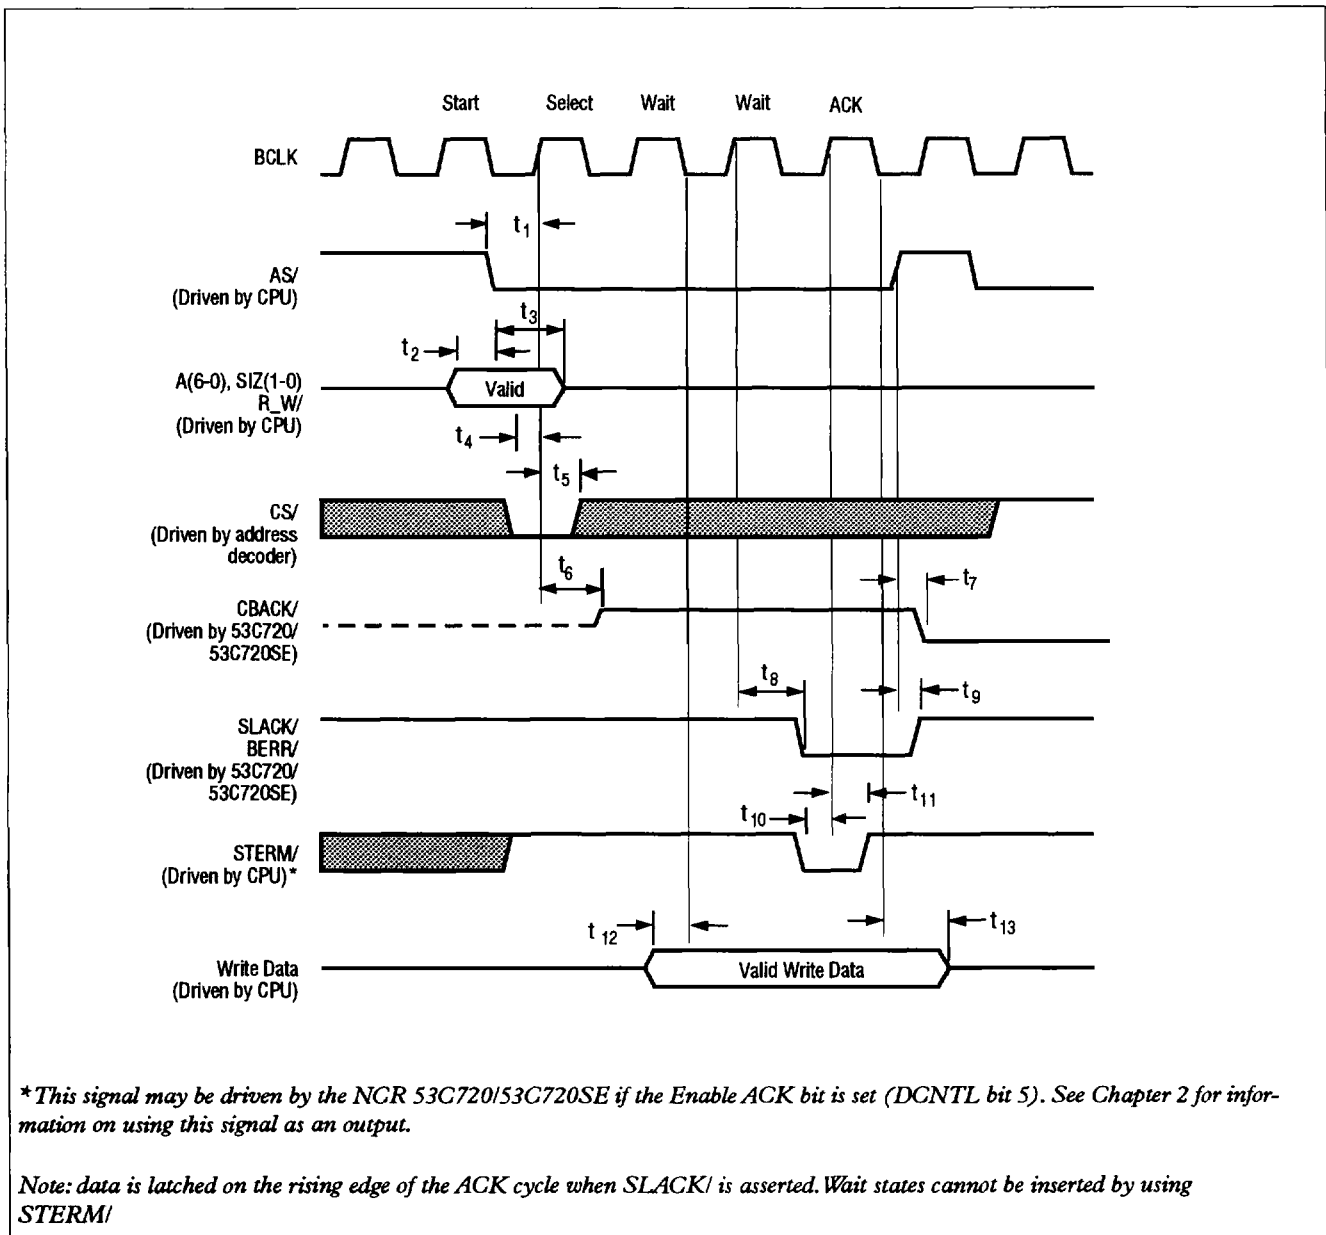 Start Select Wait Wait ACK
BCLK
t1
AS/
(Driven by CPU)
t3
t2
A(6-0), SIZ(1-0)
R_W/
(Driven by CPU)
Valid
t4
t5
CS/
(Driven by address
decoder)
t6
t7
CBACK/
(Driven by 53C720/
53C720SE)
t8
t9
SLACK/
BERR/
(Driven by 53C720/
53C720SE)
t11
t10
STERM/
(Driven by CPU)*
t12
t13
Write Data
(Driven by CPU)
Valid Write Data
*This signal may be driven by the NCR 53C720/53C720SE if the Enable ACK bit is set (DCNTL bit 5). See Chapter 2 for infor-
mation on using this signal as an output.
Note: data is latched on the rising edge of the ACK cycle when SLACK/ is asserted. Wait states cannot be inserted by using
STERM/